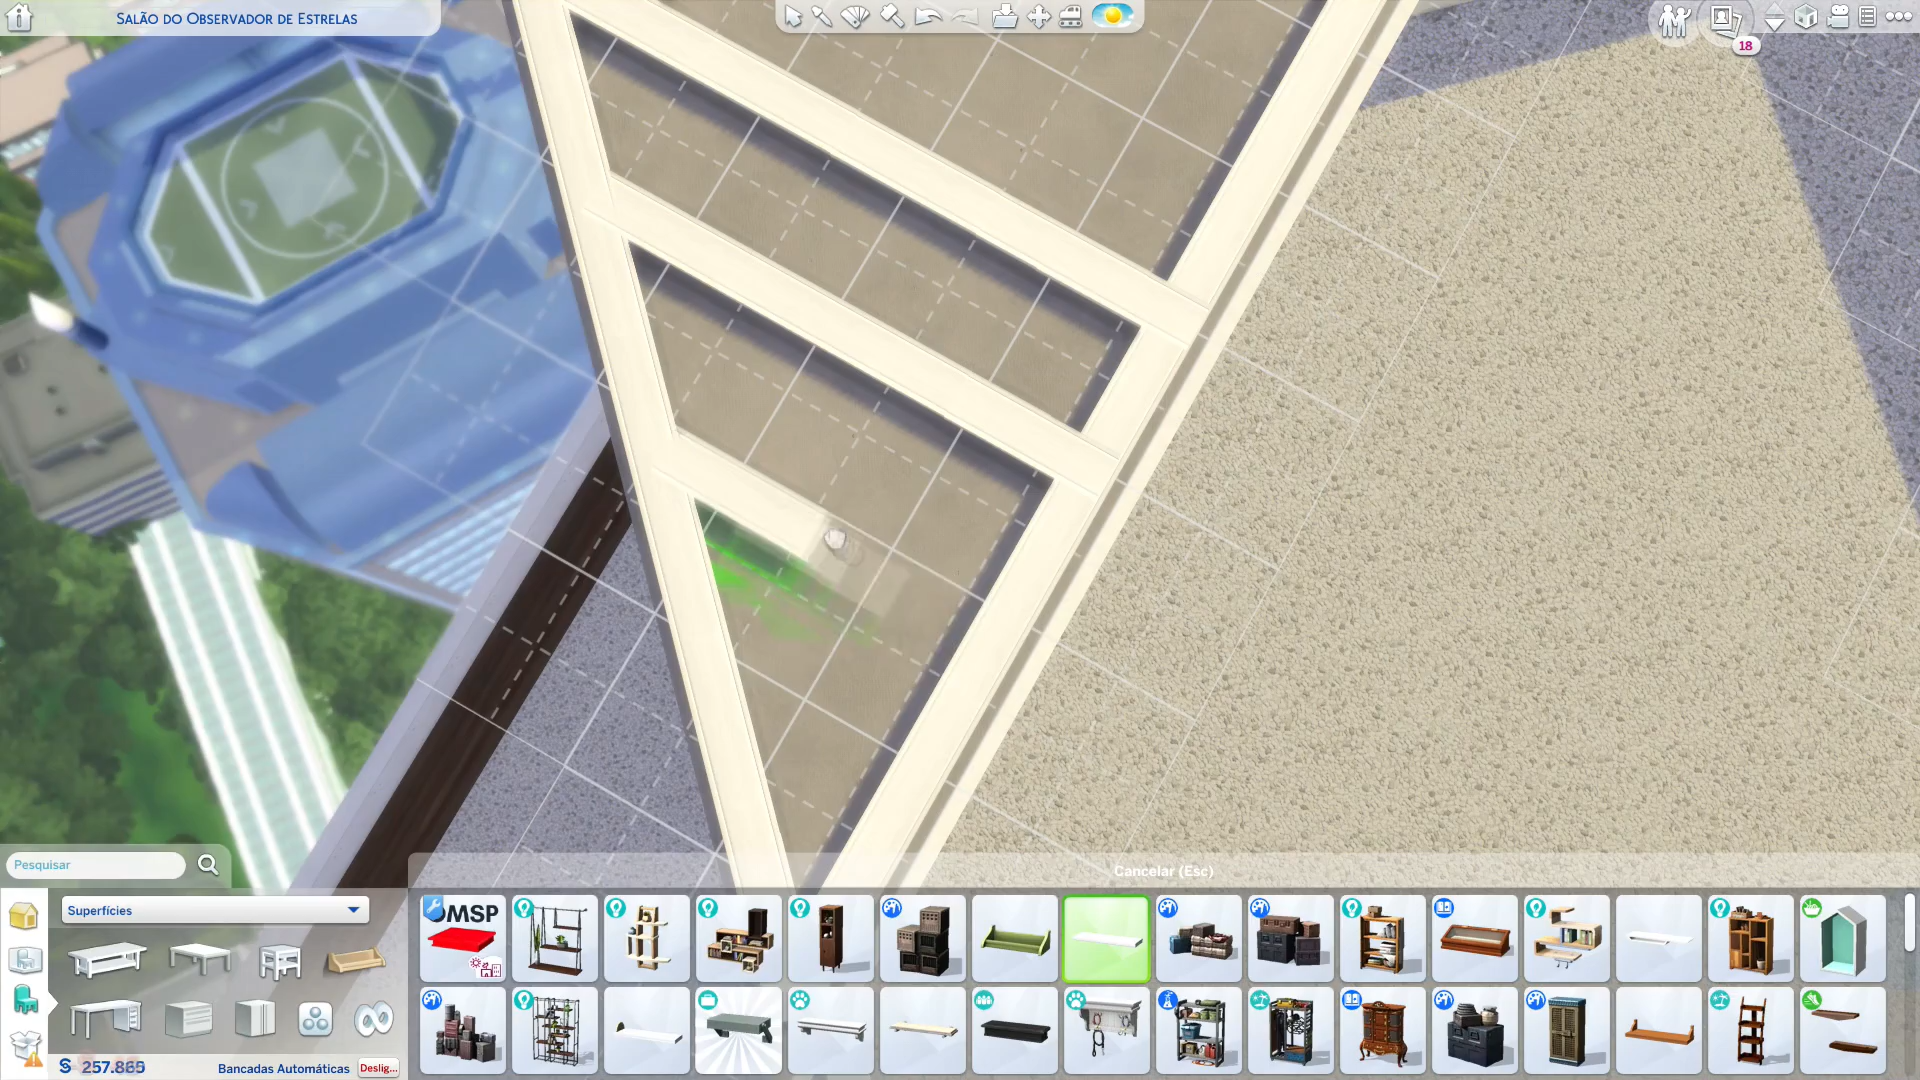 Salão do Observador de Estrelas
18
Cancelar (Esc)
Pesquisar
Superfícies
MSP
257.865
Bancadas Automáticas
Deslig...